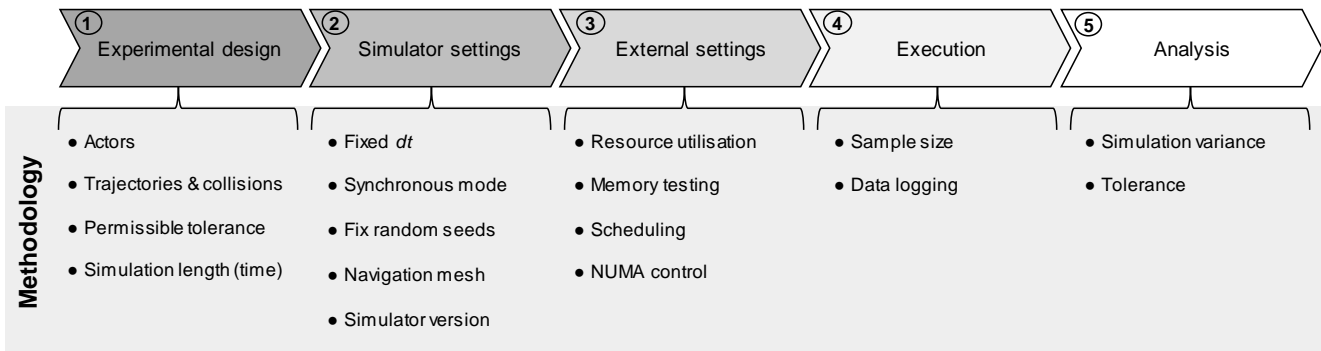 1
Experimental design
2
Simulator settings
3
External settings
4
Execution
5
Analysis
Methodology
● Actors
● Trajectories & collisions
● Permissible tolerance
● Simulation length (time)
● Fixed dt
● Synchronous mode
● Fix random seeds
● Navigation mesh
● Simulator version
● Resource utilisation
● Memory testing
● Scheduling
● NUMA control
● Sample size
● Data logging
● Simulation variance
● Tolerance